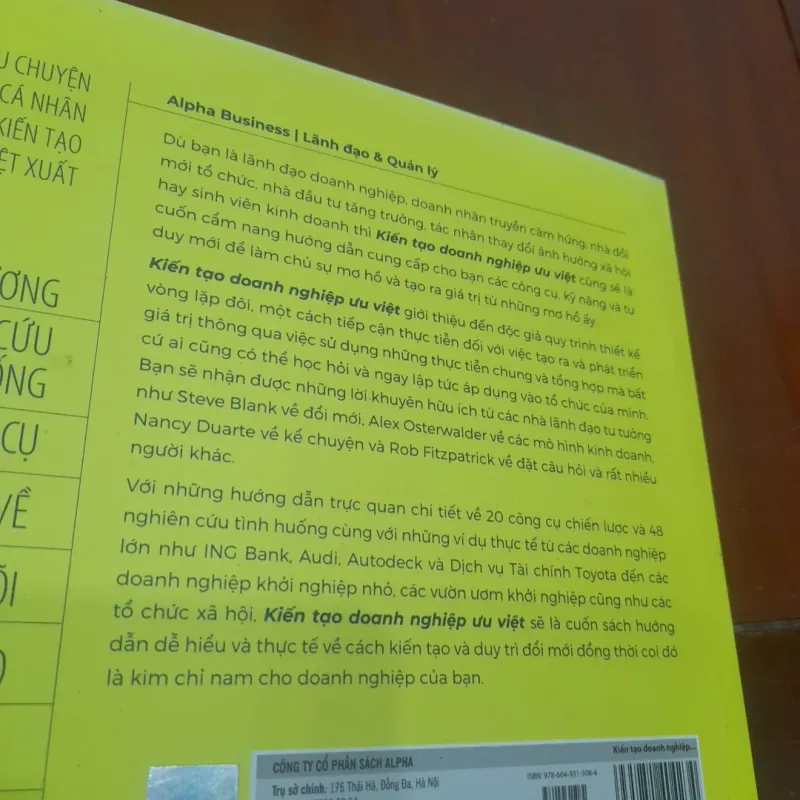 U CHUYỆN
CÁ NHÂN
KIẾN TẠO
ỆT XUẤT
ƠNG
CỨU
ỐNG
CỤ
VỀ
ÕI
Alpha Business | Lãnh đạo & Quản lý
Dù bạn là lãnh đạo doanh nghiệp, doanh nhân truyền cảm hứng, nhà đổi
mới tổ chức, nhà đầu tư tăng trưởng, tác nhân thay đổi ảnh hưởng xã hội
hay sinh viên kinh doanh thì Kiến tạo doanh nghiệp ưu việt cũng sẽ là
cuốn cẩm nang hướng dẫn cung cấp cho bạn các công cụ, kỹ năng và tư
duy mới để làm chủ sự mơ hồ và tạo ra giá trị từ những mơ hồ ấy.
Kiến tạo doanh nghiệp ưu việt giới thiệu đến độc giả quy trình thiết kế
vòng lặp đôi, một cách tiếp cận thực tiễn đối với việc tạo ra và phát triển
giá trị thông qua việc sử dụng những thực tiễn chung và tổng hợp mà bất
cứ ai cũng có thể học hỏi và ngay lập tức áp dụng vào tổ chức của mình.
Bạn sẽ nhận được những lời khuyên hữu ích từ các nhà lãnh đạo tư tưởng
như Steve Blank về đổi mới, Alex Osterwalder về các mô hình kinh doanh,
Nancy Duarte về kể chuyện và Rob Fitzpatrick về đặt câu hỏi và rất nhiều
người khác.
Với những hướng dẫn trực quan chi tiết về 20 công cụ chiến lược và 48
nghiên cứu tình huống cùng với những ví dụ thực tế từ các doanh nghiệp
lớn như ING Bank, Audi, Autodeck và Dịch vụ Tài chính Toyota đến các
doanh nghiệp khởi nghiệp nhỏ, các vườn ươm khởi nghiệp cũng như các
tổ chức xã hội, Kiến tạo doanh nghiệp ưu việt sẽ là cuốn sách hướng
dẫn dễ hiểu và thực tế về cách kiến tạo và duy trì đổi mới đồng thời coi đó
là kim chỉ nam cho doanh nghiệp của bạn.
CÔNG TY CỔ PHẦN SÁCH ALPHA
Trụ sở chính: 176 Thái Hà, Đống Đa, Hà Nội
Kiến tạo doanh nghiệp...
ISBN: 978-604-931-508-4